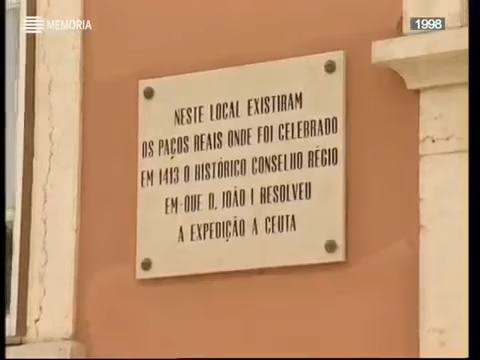 MEMÓRIA
1998
NESTE LOCAL EXISTIRAM
OS PAÇOS REAIS ONDE FOI CELEBRADO
EM 1413 O HISTÓRICO CONSELHO RÉGIO
EM-QUE D. JOÃO I RESOLVEU
A EXPEDIÇÃO A CEUTA